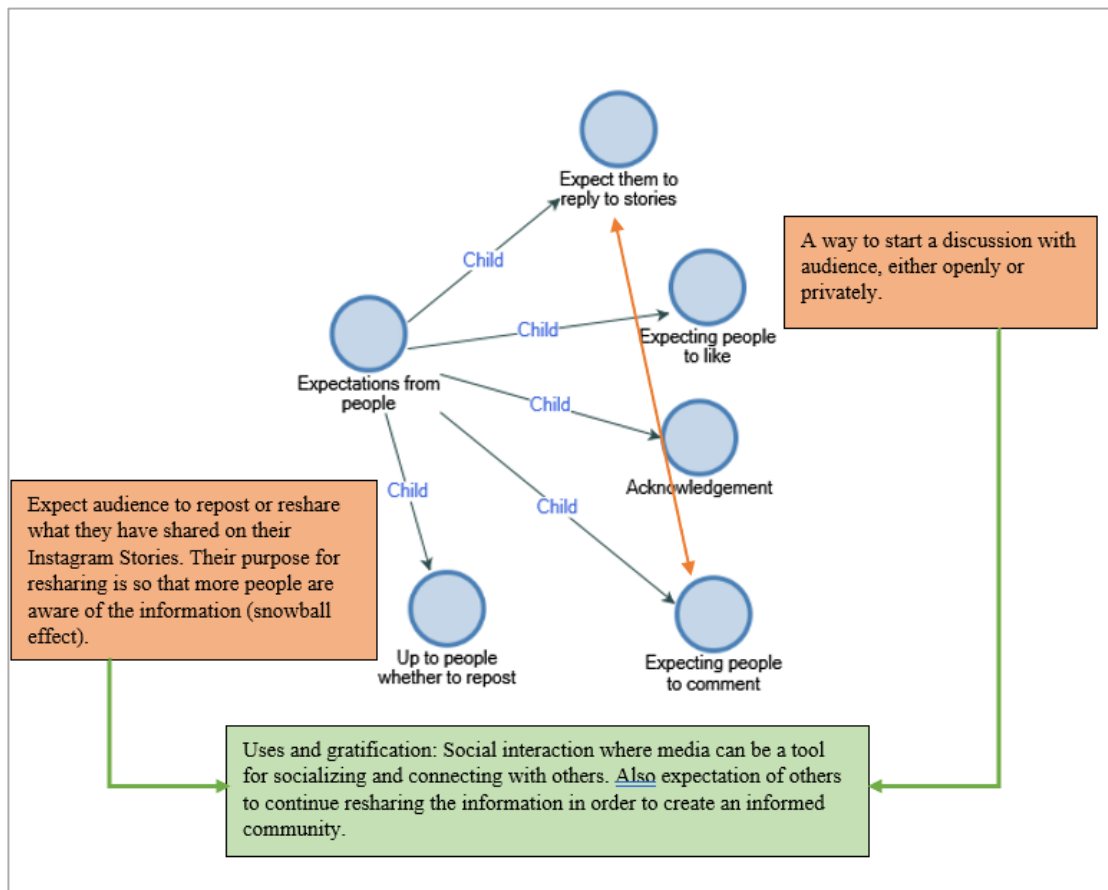 Expect them to
reply to stories
Child
A way to start a discussion with
audience, either openly or
privately.
Child
Expecting people
to like
Expectations from
people
Child
Acknowledgement
Child
Child
Expect audience to repost or reshare
what they have shared on their
Instagram Stories. Their purpose for
resharing is so that more people are
aware of the information (snowball
effect).
Up to people
whether to repost
Expecting people
to comment
Uses and gratification: Social interaction where media can be a tool
for socializing and connecting with others. Also expectation of others
to continue resharing the information in order to create an informed
community.